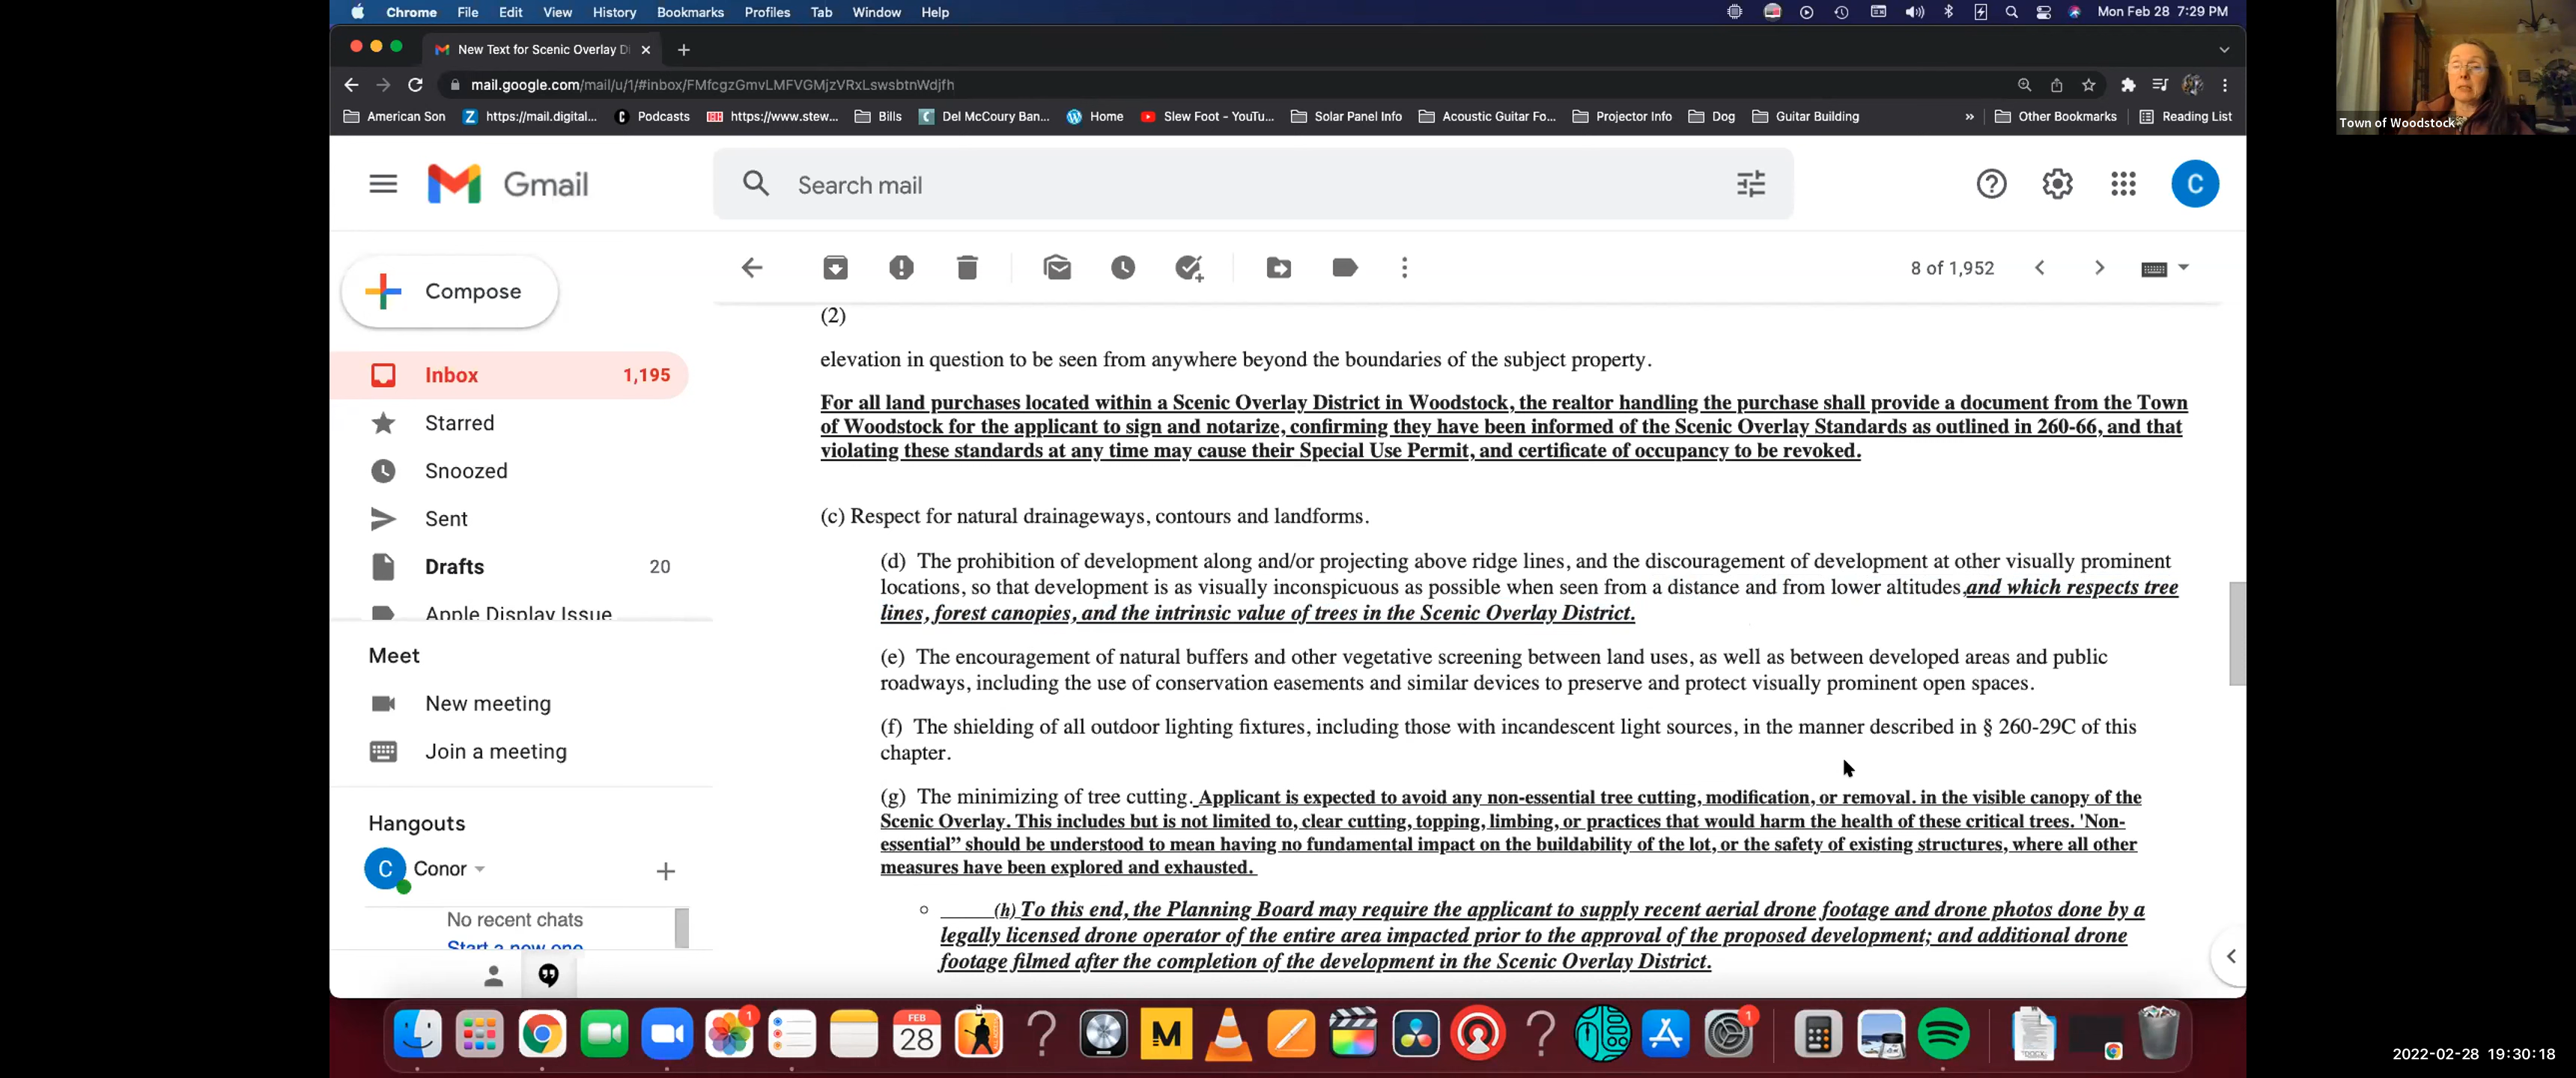 Chrome File Edit View History Bookmarks Profiles Tab Window Help Mon Feb 28 7:29 PM
New Text for Scenic Overlay Di
mail.google.com/mail/u/1/#inbox/FMfcgzGmvLMFVGMjzVRxLswsbtnWdjfh
American Son https://mail.digital... Podcasts https://www.stew... Bills Del McCoury Ban... Home Slew Foot - YouTu... Solar Panel Info Acoustic Guitar Fo... Projector Info Dog Guitar Building » Other Bookmarks Reading List
Town of Woodstock
Gmail
Search mail
C
Compose
8 of 1,952
Inbox 1,195
Starred
Snoozed
Sent
Drafts 20
Apple Display Issue
Meet
New meeting
Join a meeting
Hangouts
C Conor
No recent chats
Start a new one
(2)
elevation in question to be seen from anywhere beyond the boundaries of the subject property.
For all land purchases located within a Scenic Overlay District in Woodstock, the realtor handling the purchase shall provide a document from the Town
of Woodstock for the applicant to sign and notarize, confirming they have been informed of the Scenic Overlay Standards as outlined in 260-66, and that
violating these standards at any time may cause their Special Use Permit, and certificate of occupancy to be revoked.
(c) Respect for natural drainageways, contours and landforms.
(d) The prohibition of development along and/or projecting above ridge lines, and the discouragement of development at other visually prominent
locations, so that development is as visually inconspicuous as possible when seen from a distance and from lower altitudes,and which respects tree
lines, forest canopies, and the intrinsic value of trees in the Scenic Overlay District.
(e) The encouragement of natural buffers and other vegetative screening between land uses, as well as between developed areas and public
roadways, including the use of conservation easements and similar devices to preserve and protect visually prominent open spaces.
(f) The shielding of all outdoor lighting fixtures, including those with incandescent light sources, in the manner described in § 260-29C of this
chapter.
(g) The minimizing of tree cutting. Applicant is expected to avoid any non-essential tree cutting, modification, or removal. in the visible canopy of the
Scenic Overlay. This includes but is not limited to, clear cutting, topping, limbing, or practices that would harm the health of these critical trees. 'Non-
essential” should be understood to mean having no fundamental impact on the buildability of the lot, or the safety of existing structures, where all other
measures have been explored and exhausted.
(h) To this end, the Planning Board may require the applicant to supply recent aerial drone footage and drone photos done by a
legally licensed drone operator of the entire area impacted prior to the approval of the proposed development; and additional drone
footage filmed after the completion of the development in the Scenic Overlay District.
1
FEB
28
M
1
2022-02-28 19:30:18